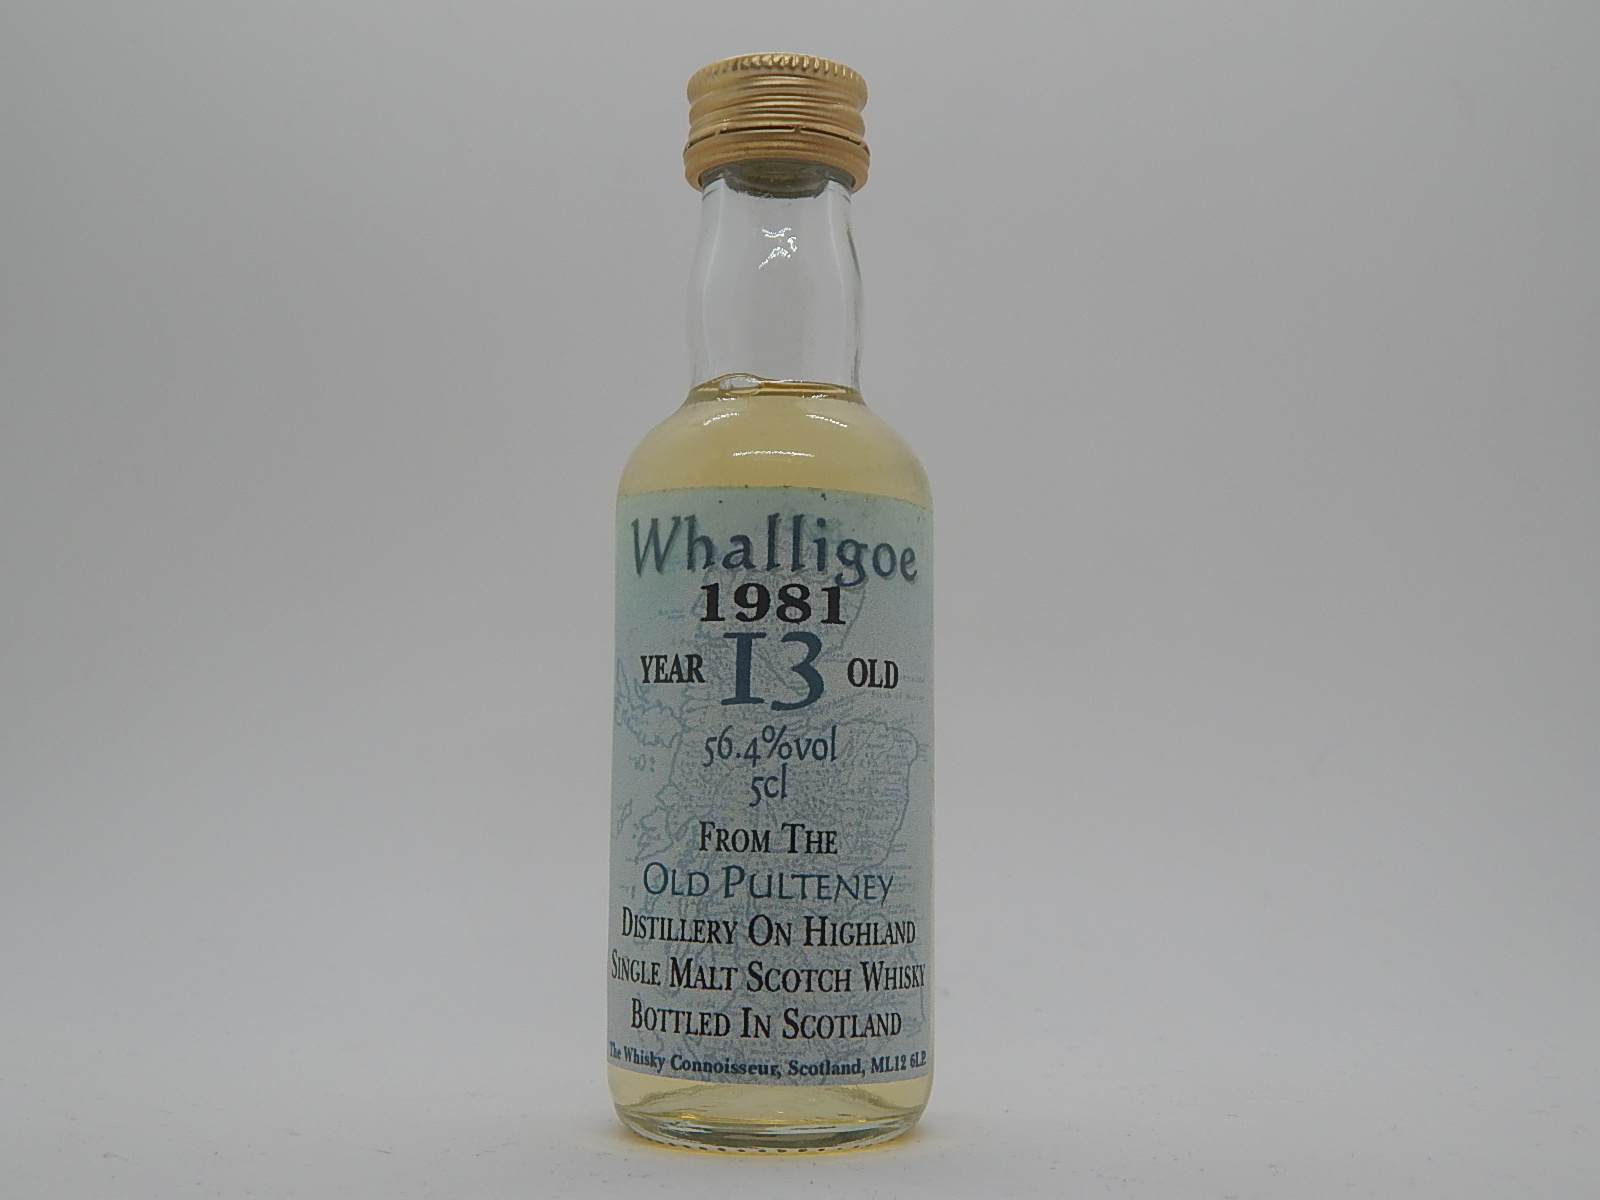 Whalligoe
1981
YEAR 13 OLD
56.4%vol
5cl
FROM THE
OLD PULTENEY
DISTILLERY ON HIGHLAND
SINGLE MALT SCOTCH WHISKY
BOTTLED IN SCOTLAND
The Whisky Connoisseur, Scotland, ML12 6LP.